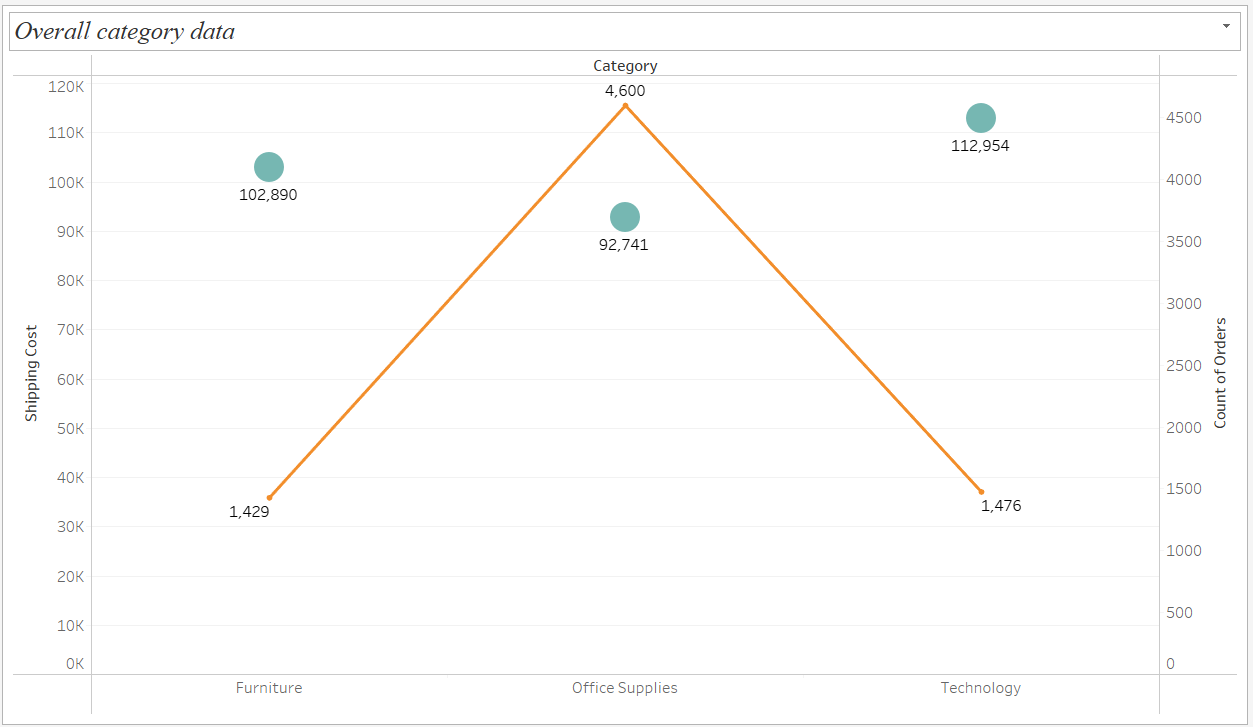 Overall category data
Category
120K
110K
100K
90K
80K
70K
60K
50K
40K
30K
20K
10K
0K
Shipping Cost
4,600
102,890
92,741
112,954
1,429
1,476
4500
4000
3500
3000
2500
2000
1500
1000
500
0
Count of Orders
Furniture
Office Supplies
Technology